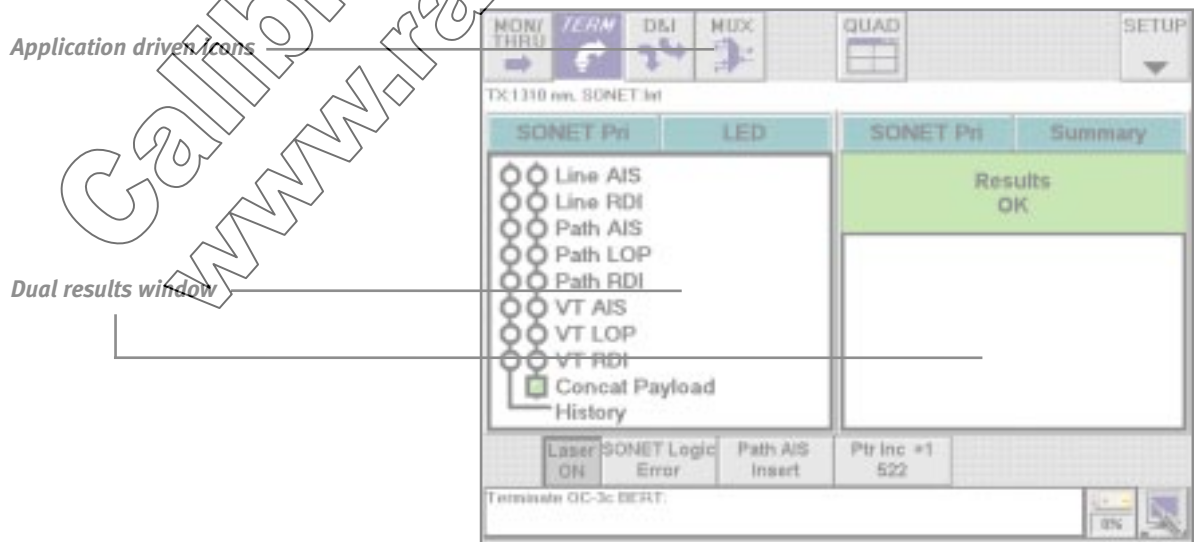 Calib
www.ra
Application driven icons
Dual results window
MON/ THRU
TERM
D&I
MUX
QUAD
SETUP
TX:1310 nm, SONET:Int
SONET Pri
LED
SONET Pri
Summary
Line AIS
Line RDI
Path AIS
Path LOP
Path RDI
VT AIS
VT LOP
VT RDI
Concat Payload
History
Results
OK
Laser
ON
SONET Logic
Error
Path AIS
Insert
Ptr Inc +1
522
Terminate OC-3c BERT:
0%